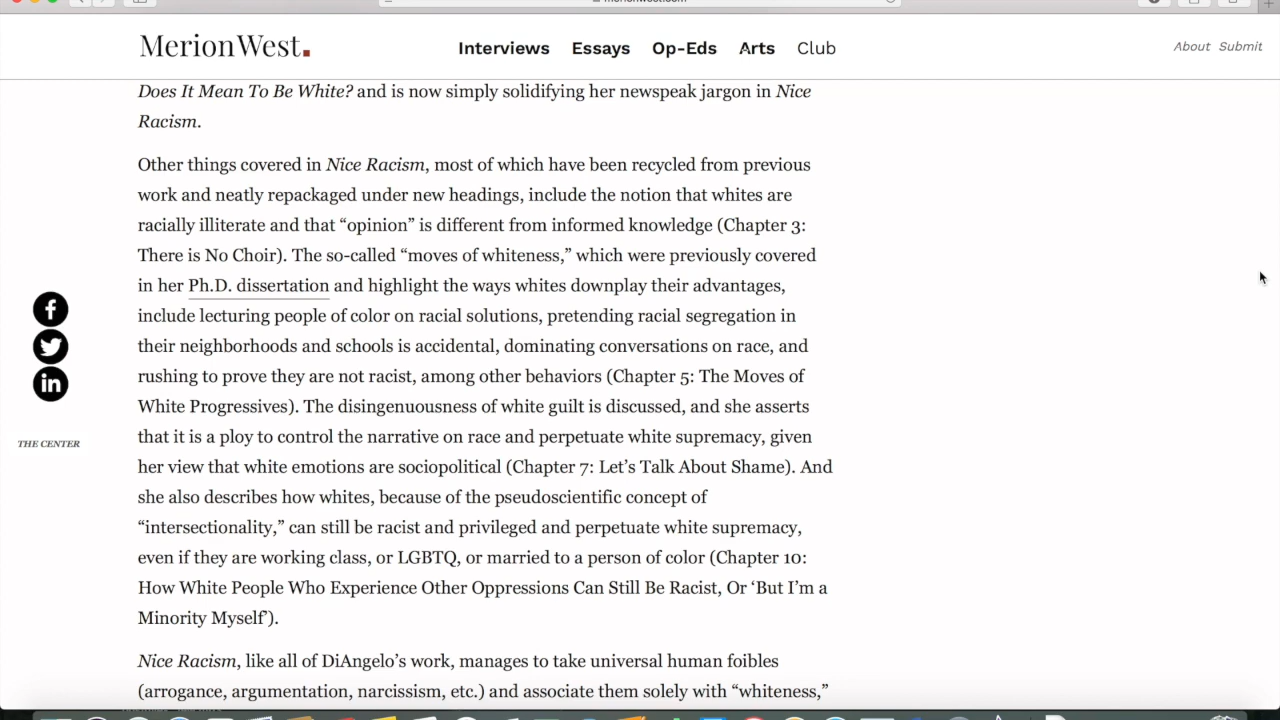 MerionWest.
Interviews Essays Op-Eds Arts Club
About Submit
Does It Mean To Be White? and is now simply solidifying her newspeak jargon in Nice
Racism.
Other things covered in Nice Racism, most of which have been recycled from previous
work and neatly repackaged under new headings, include the notion that whites are
racially illiterate and that “opinion” is different from informed knowledge (Chapter 3:
There is No Choir). The so-called “moves of whiteness,” which were previously covered
in her Ph.D. dissertation and highlight the ways whites downplay their advantages,
include lecturing people of color on racial solutions, pretending racial segregation in
their neighborhoods and schools is accidental, dominating conversations on race, and
rushing to prove they are not racist, among other behaviors (Chapter 5: The Moves of
White Progressives). The disingenuousness of white guilt is discussed, and she asserts
that it is a ploy to control the narrative on race and perpetuate white supremacy, given
her view that white emotions are sociopolitical (Chapter 7: Let’s Talk About Shame). And
she also describes how whites, because of the pseudoscientific concept of
“intersectionality,” can still be racist and privileged and perpetuate white supremacy,
even if they are working class, or LGBTQ, or married to a person of color (Chapter 10:
How White People Who Experience Other Oppressions Can Still Be Racist, Or ‘But I’m a
Minority Myself’).
Nice Racism, like all of DiAngelo’s work, manages to take universal human foibles
(arrogance, argumentation, narcissism, etc.) and associate them solely with “whiteness,”
THE CENTER